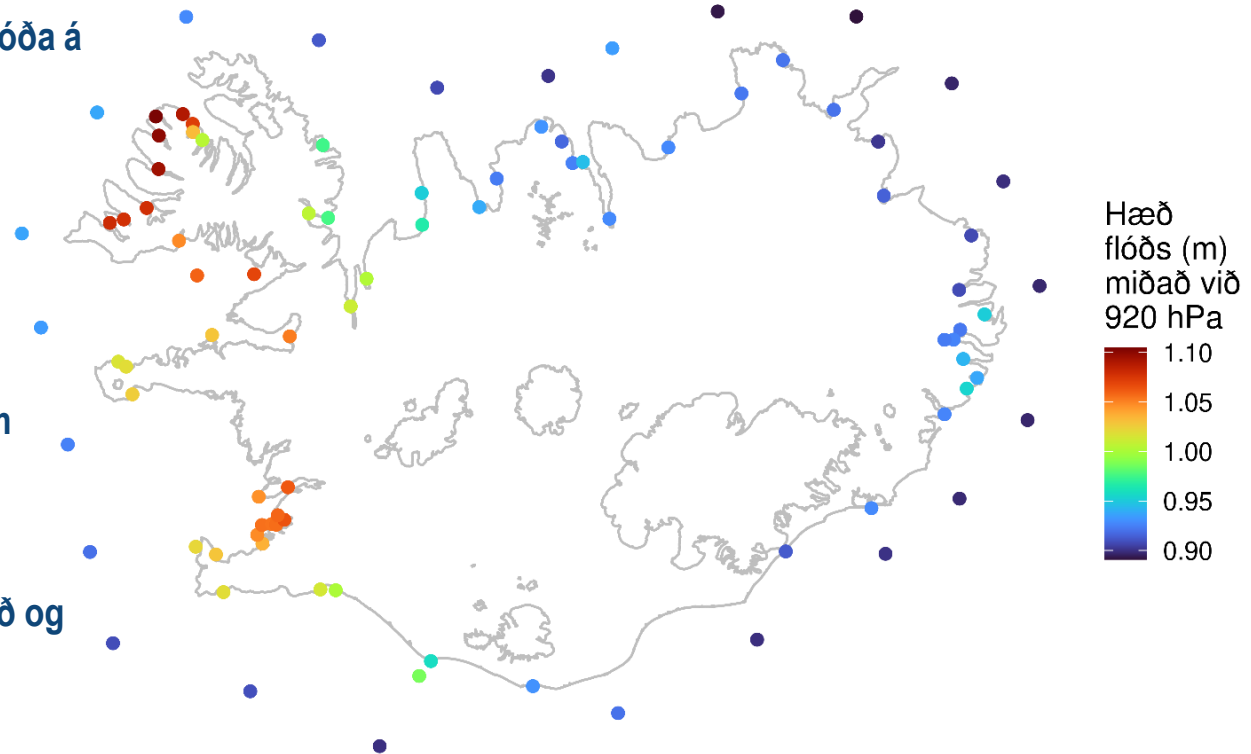 óða á
Hæð
flóðs (m)
miðað við
920 hPa
1.10
1.05
1.00
0.95
0.90
ð og